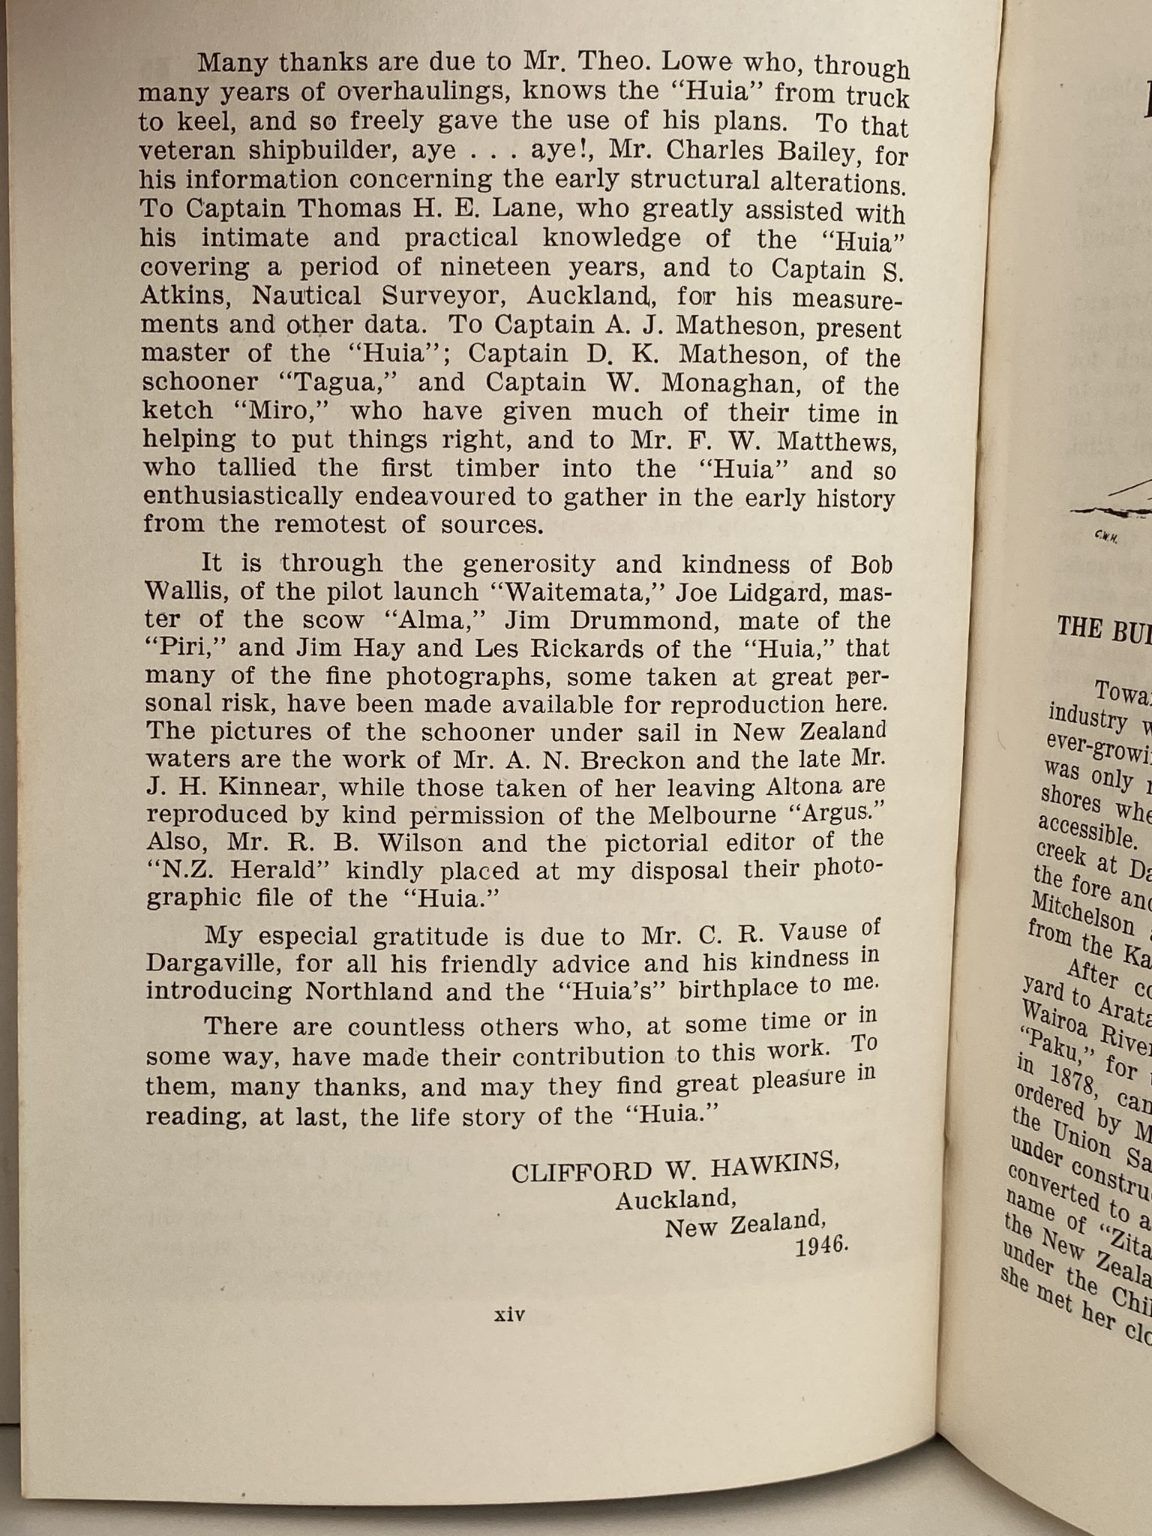 Many thanks are due to Mr. Theo. Lowe who, through
many years of overhaulings, knows the “Huia” from truck
to keel, and so freely gave the use of his plans. To that
veteran shipbuilder, aye . . . aye!, Mr. Charles Bailey, for
his information concerning the early structural alterations.
To Captain Thomas H. E. Lane, who greatly assisted with
his intimate and practical knowledge of the “Huia”
covering a period of nineteen years, and to Captain S.
Atkins, Nautical Surveyor, Auckland, for his measure-
ments and other data. To Captain A. J. Matheson, present
master of the “Huia”; Captain D. K. Matheson, of the
schooner “Tagua,” and Captain W. Monaghan, of the
ketch “Miro,” who have given much of their time in
helping to put things right, and to Mr. F. W. Matthews,
who tallied the first timber into the “Huia” and so
enthusiastically endeavoured to gather in the early history
from the remotest of sources.
It is through the generosity and kindness of Bob
Wallis, of the pilot launch “Waitemata,” Joe Lidgard, mas-
ter of the scow “Alma,” Jim Drummond, mate of the
“Piri,” and Jim Hay and Les Rickards of the “Huia,” that
many of the fine photographs, some taken at great per-
sonal risk, have been made available for reproduction here.
The pictures of the schooner under sail in New Zealand
waters are the work of Mr. A. N. Breckon and the late Mr.
J. H. Kinnear, while those taken of her leaving Altona are
reproduced by kind permission of the Melbourne “Argus.”
Also, Mr. R. B. Wilson and the pictorial editor of the
“N.Z. Herald” kindly placed at my disposal their photo-
graphic file of the “Huia.”
My especial gratitude is due to Mr. C. R. Vause of
Dargaville, for all his friendly advice and his kindness in
introducing Northland and the “Huia’s” birthplace to me.
There are countless others who, at some time or in
some way, have made their contribution to this work. To
them, many thanks, and may they find great pleasure in
reading, at last, the life story of the “Huia.”
CLIFFORD W. HAWKINS,
Auckland,
New Zealand,
1946.
xiv
C.W.H.
THE BUI
Towa
industry w
ever-growi
was only
shores whe
accessible.
creek at Da
the fore and
Mitchelson
from the Ka
After co
yard to Arata
Wairoa River
“Paku,” for
in 1878, can
ordered by M
the Union Sa
under constru
converted to a
name of “Zita
the New Zeala
under the Chil
she met her clo